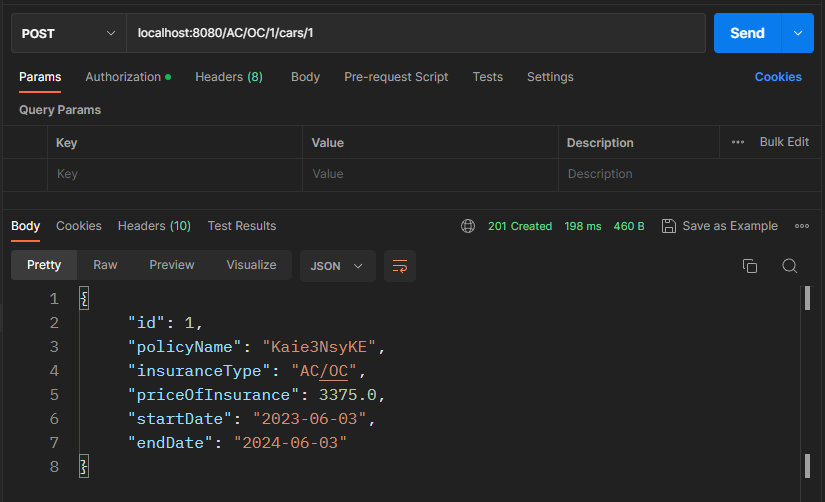 POST localhost:8080/AC/OC/1/cars/1 Send
Params Authorization Headers (8) Body Pre-request Script Tests Settings Cookies
Query Params
Key Value Description Bulk Edit
Key Value Description
Body Cookies Headers (10) Test Results 201 Created 198 ms 460 B Save as Example
Pretty Raw Preview Visualize JSON
1 {
2 "id": 1,
3 "policyName": "Kaie3NsyKE",
4 "insuranceType": "AC/OC",
5 "priceOfInsurance": 3375.0,
6 "startDate": "2023-06-03",
7 "endDate": "2024-06-03"
8 }